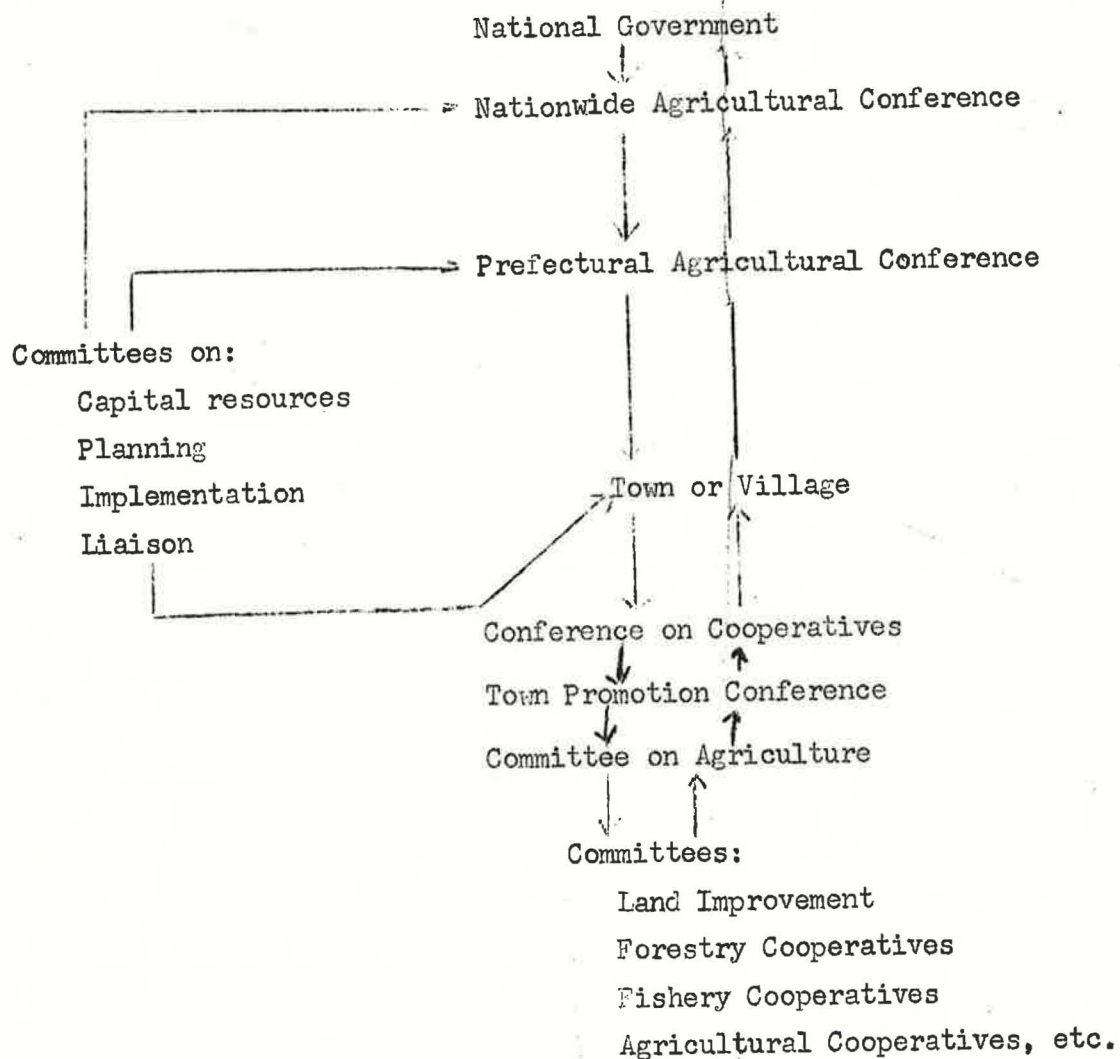 National Government
Nationwide Agricultural Conference
Prefectural Agricultural Conference
Committees on:
Capital resources
Planning
Implementation
Liaison
Town or Village
Conference on Cooperatives
Town Promotion Conference
Committee on Agriculture
Committees:
Land Improvement
Forestry Cooperatives
Fishery Cooperatives
Agricultural Cooperatives, etc.